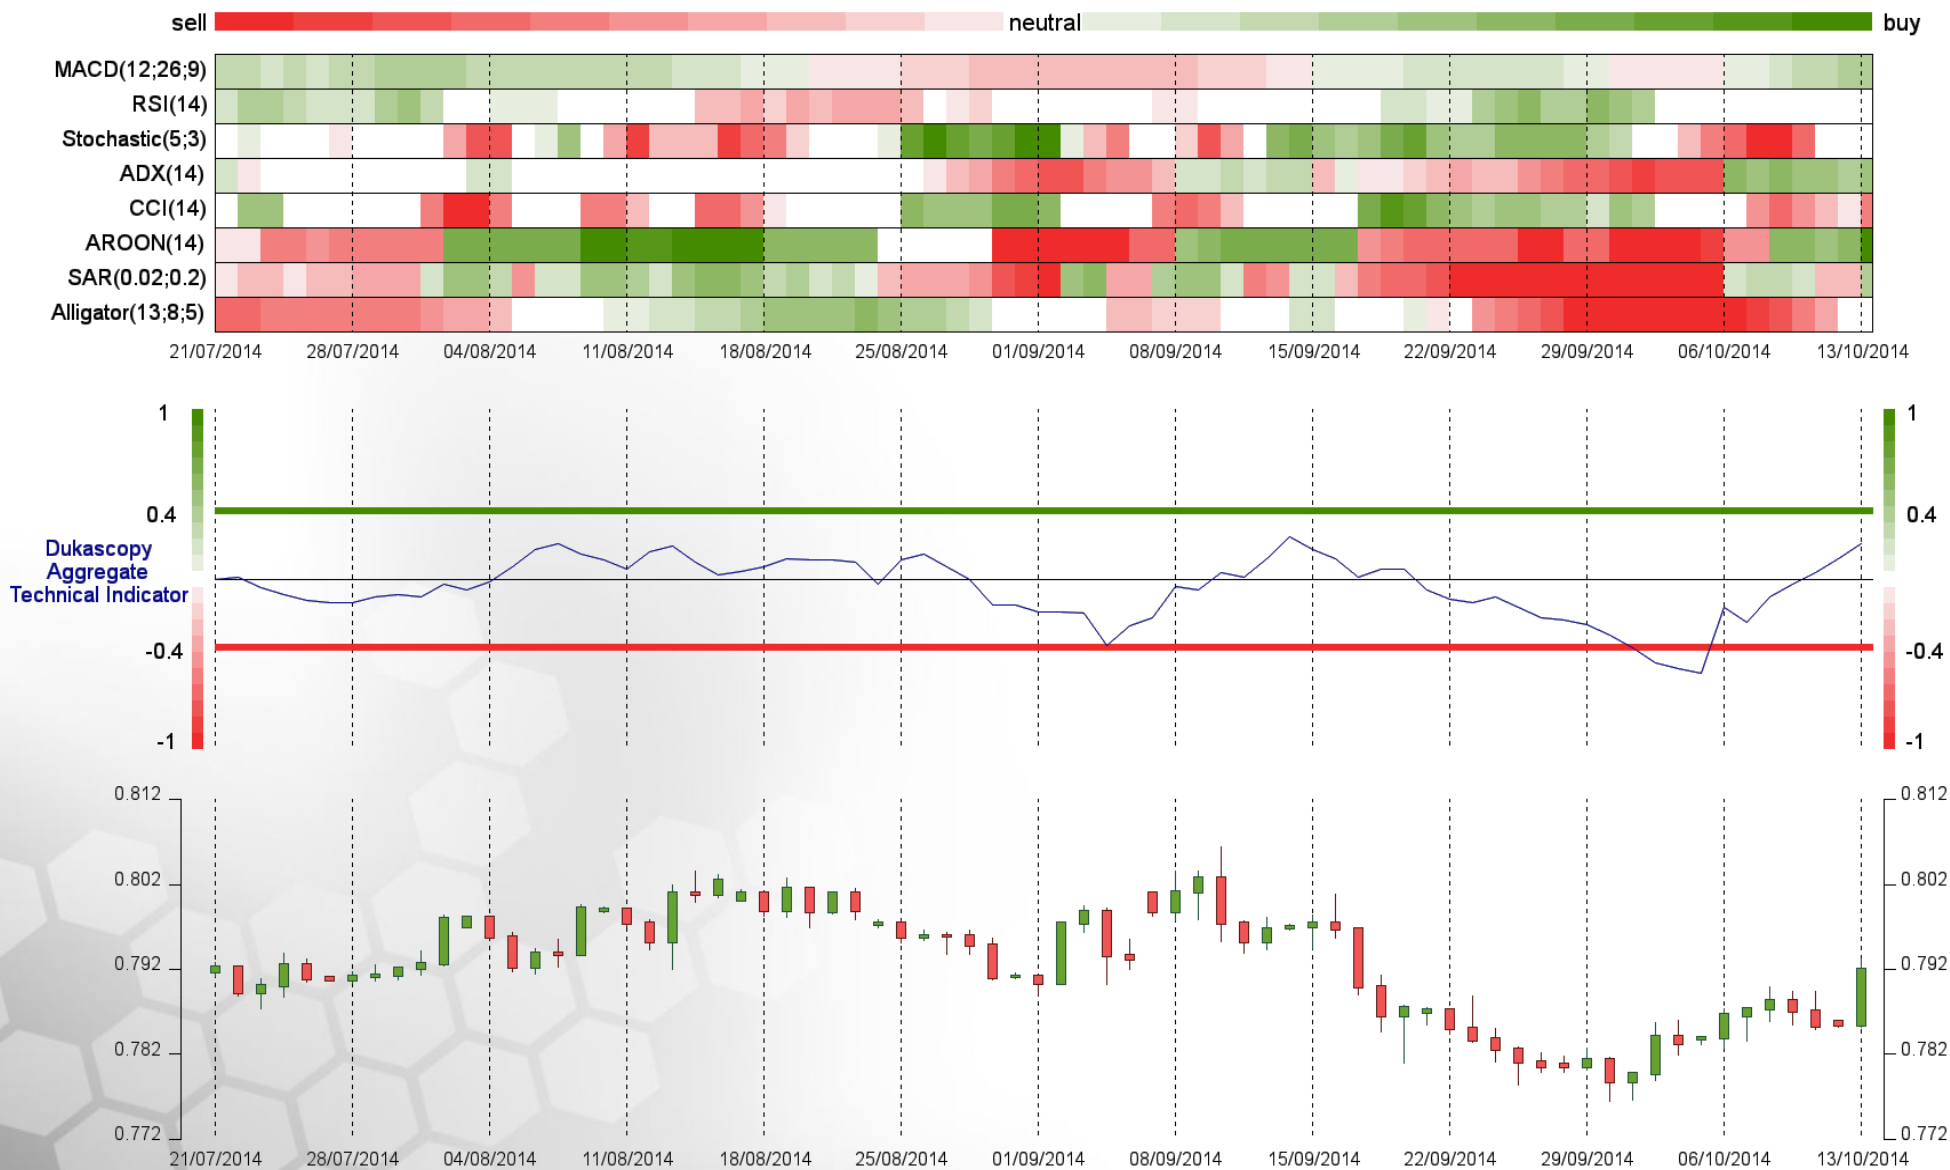 sell neutral buy
MACD(12;26;9)
RSI(14)
Stochastic(5;3)
ADX(14)
CCI(14)
AROON(14)
SAR(0.02;0.2)
Alligator(13;8;5)
21/07/2014 28/07/2014 04/08/2014 11/08/2014 18/08/2014 25/08/2014 01/09/2014 08/09/2014 15/09/2014 22/09/2014 29/09/2014 06/10/2014 13/10/2014
1 1
0.4 0.4
Dukascopy
Aggregate
Technical Indicator
-0.4 -0.4
-1 -1
0.812 0.812
0.802 0.802
0.792 0.792
0.782 0.782
0.772 0.772
21/07/2014 28/07/2014 04/08/2014 11/08/2014 18/08/2014 25/08/2014 01/09/2014 08/09/2014 15/09/2014 22/09/2014 29/09/2014 06/10/2014 13/10/2014